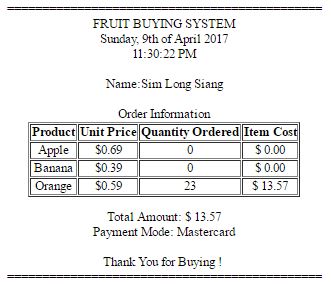 FRUIT BUYING SYSTEM
Sunday, 9th of April 2017
11:30:22 PM
Name:Sim Long Siang
Order Information
Product Unit Price Quantity Ordered Item Cost
Apple $0.69 0 $ 0.00
Banana $0.39 0 $ 0.00
Orange $0.59 23 $ 13.57
Total Amount: $ 13.57
Payment Mode: Mastercard
Thank You for Buying !